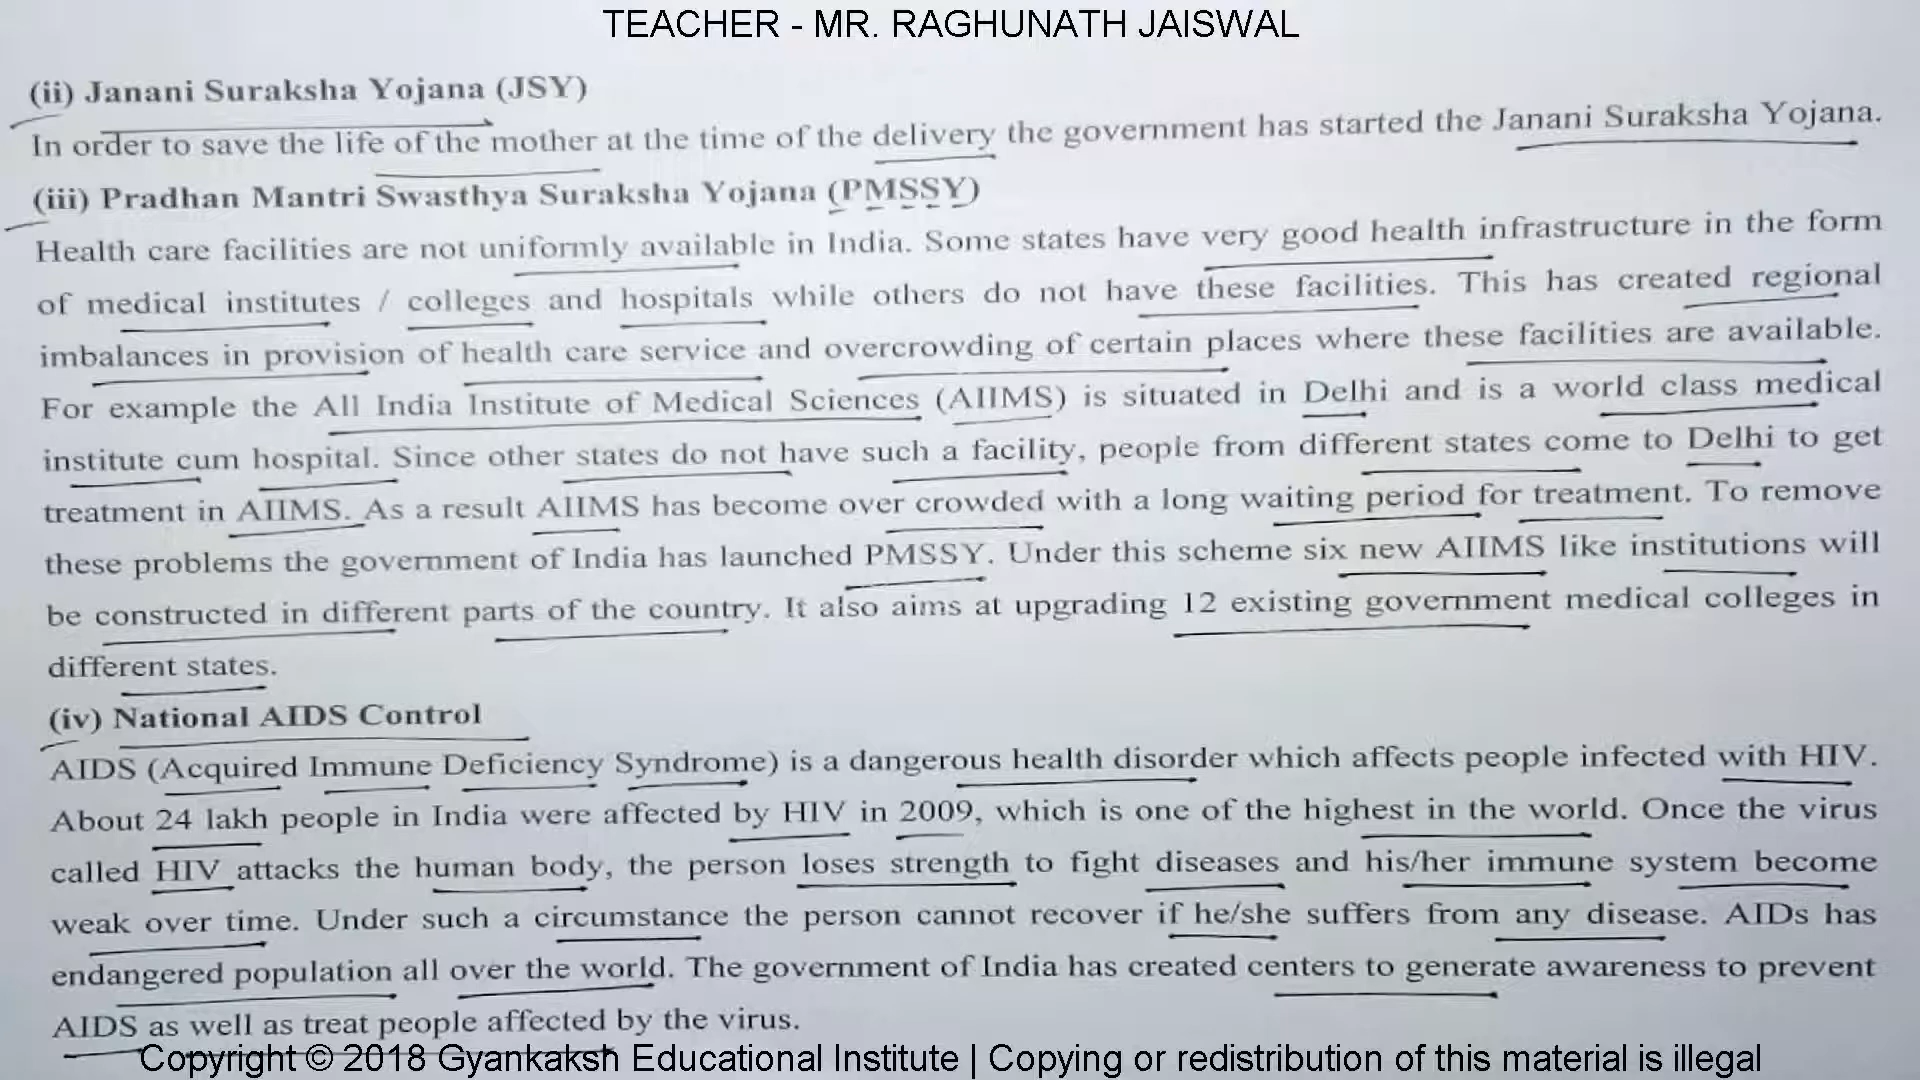 TEACHER - MR. RAGHUNATH JAISWAL
(ii) Janani Suraksha Yojana (JSY)
In order to save the life of the mother at the time of the delivery the government has started the Janani Suraksha Yojana.
(iii) Pradhan Mantri Swasthya Suraksha Yojana (PMSSY)
Health care facilities are not uniformly available in India. Some states have very good health infrastructure in the form
of medical institutes / colleges and hospitals while others do not have these facilities. This has created regional
imbalances in provision of health care service and overcrowding of certain places where these facilities are available.
For example the All India Institute of Medical Sciences (AIIMS) is situated in Delhi and is a world class medical
institute cum hospital. Since other states do not have such a facility, people from different states come to Delhi to get
treatment in AIIMS. As a result AIIMS has become over crowded with a long waiting period for treatment. To remove
these problems the government of India has launched PMSSY. Under this scheme six new AIIMS like institutions will
be constructed in different parts of the country. It also aims at upgrading 12 existing government medical colleges in
different states.
(iv) National AIDS Control
AIDS (Acquired Immune Deficiency Syndrome) is a dangerous health disorder which affects people infected with HIV.
About 24 lakh people in India were affected by HIV in 2009, which is one of the highest in the world. Once the virus
called HIV attacks the human body, the person loses strength to fight diseases and his/her immune system become
weak over time. Under such a circumstance the person cannot recover if he/she suffers from any disease. AIDs has
endangered population all over the world. The government of India has created centers to generate awareness to prevent
AIDS as well as treat people affected by the virus.
Copyright © 2018 Gyankaksh Educational Institute | Copying or redistribution of this material is illegal